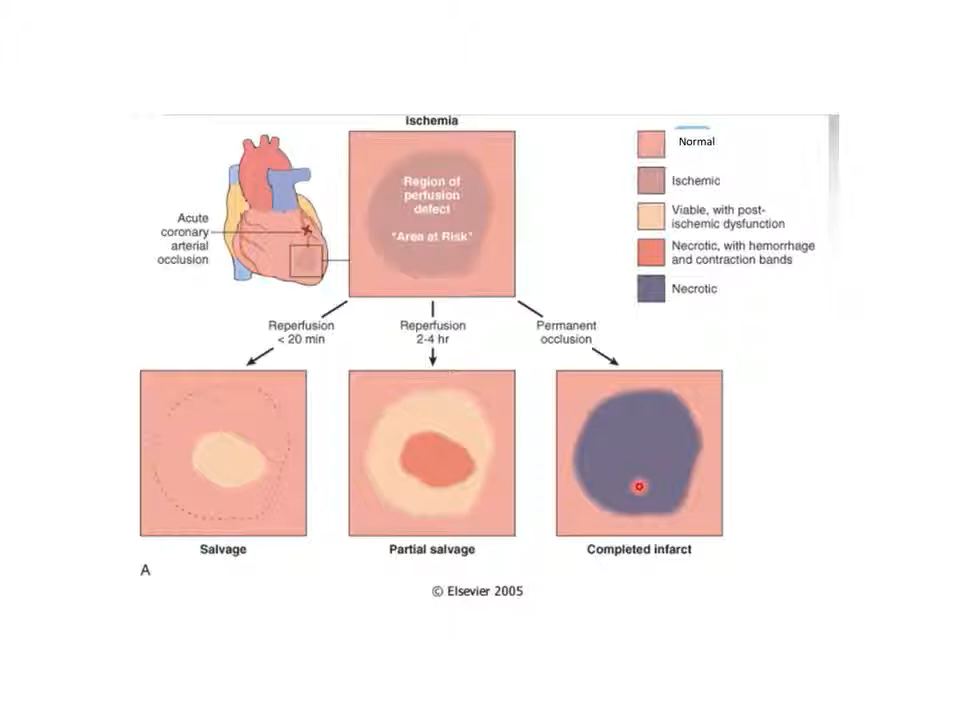 Ischemia
Region of
perfusion
defect
"Area at Risk"
Acute
coronary
arterial
occlusion
Normal
Ischemic
Viable, with post-
ischemic dysfunction
Necrotic, with hemorrhage
and contraction bands
Necrotic
Reperfusion
< 20 min
Reperfusion
2-4 hr
Permanent
occlusion
Salvage
Partial salvage
Completed infarct
A
© Elsevier 2005